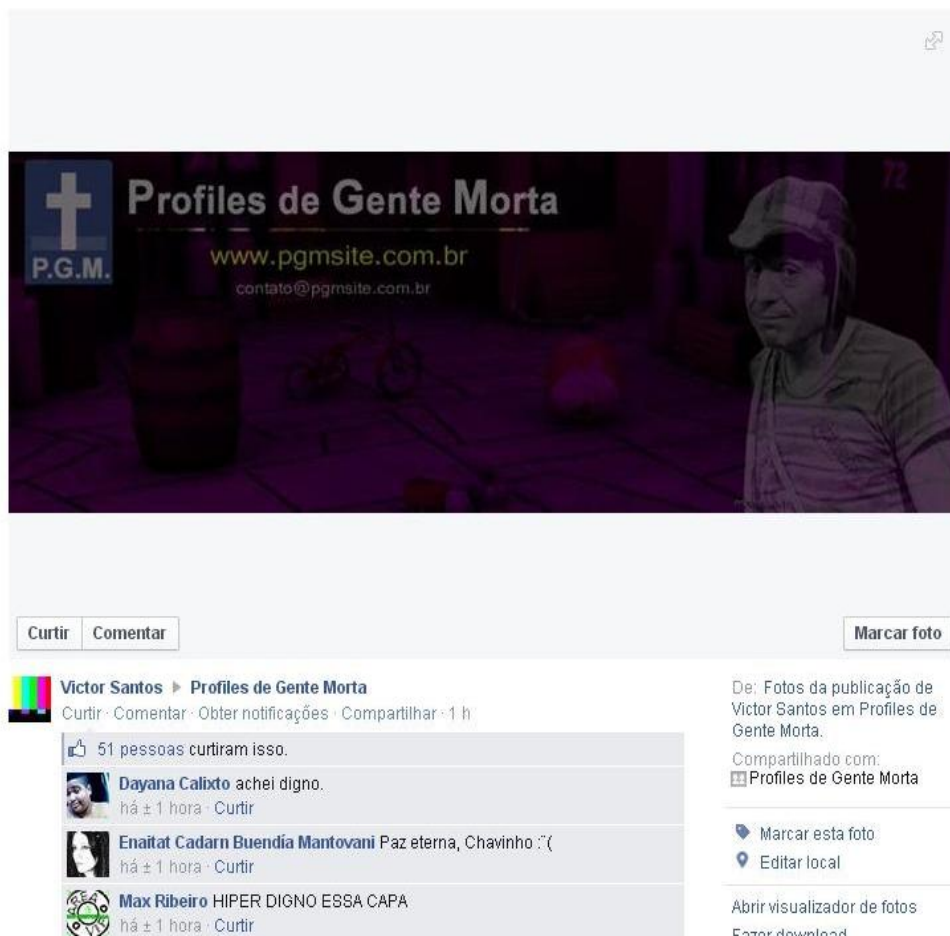 72
Profiles de Gente Morta
P.G.M.
www.pgmsite.com.br
contato@pgmsite.com.br
Curtir
Comentar
Marcar foto
Victor Santos ▶ Profiles de Gente Morta
Curtir · Comentar · Obter notificações · Compartilhar · 1 h
51 pessoas curtiram isso.
Dayana Calixto achei digno.
há ± 1 hora · Curtir
Enaitat Cadarn Buendía Mantovani Paz eterna, Chavinho :¨(
há ± 1 hora · Curtir
Max Ribeiro HIPER DIGNO ESSA CAPA
há ± 1 hora · Curtir
De: Fotos da publicação de
Victor Santos em Profiles de
Gente Morta.
Compartilhado com:
Profiles de Gente Morta
Marcar esta foto
Editar local
Abrir visualizador de fotos
Fazer download